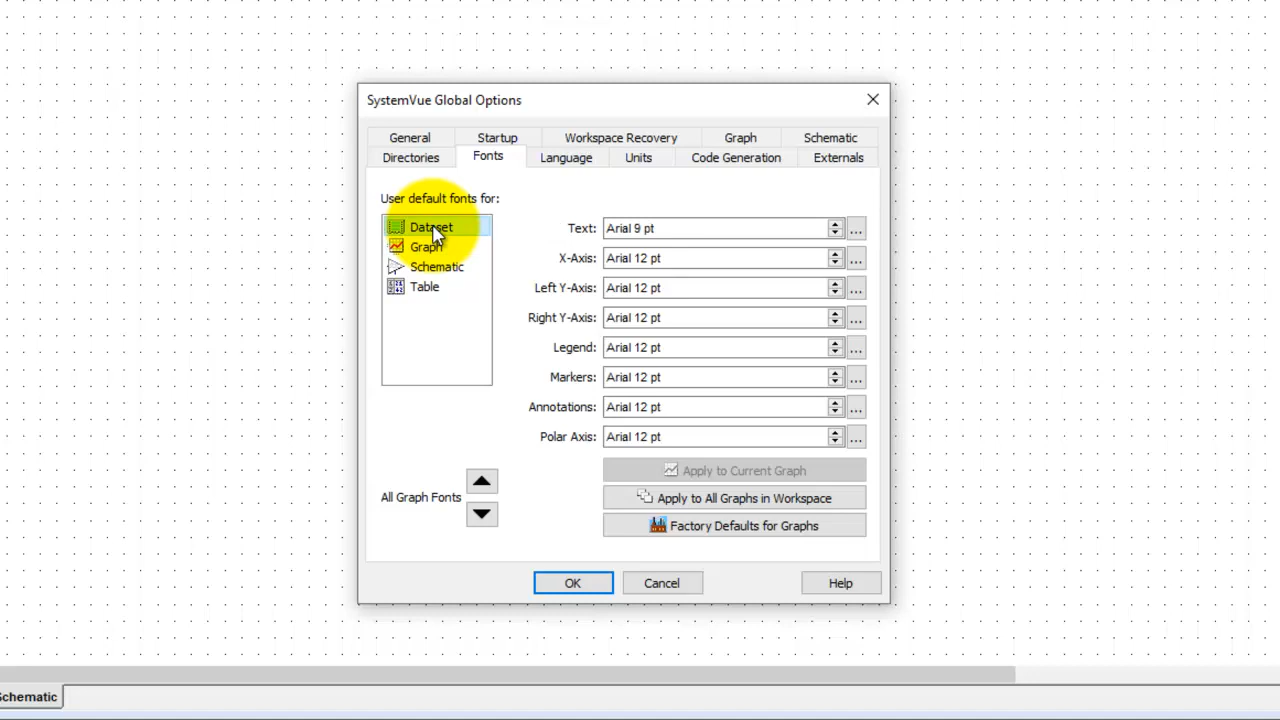 SystemVue Global Options
General Startup Workspace Recovery Graph Schematic
Directories Fonts Language Units Code Generation Externals
User default fonts for:
Dataset
Graph
Schematic
Table
Text: Arial 9 pt ...
X-Axis: Arial 12 pt ...
Left Y-Axis: Arial 12 pt ...
Right Y-Axis: Arial 12 pt ...
Legend: Arial 12 pt ...
Markers: Arial 12 pt ...
Annotations: Arial 12 pt ...
Polar Axis: Arial 12 pt ...
All Graph Fonts
Apply to Current Graph
Apply to All Graphs in Workspace
Factory Defaults for Graphs
OK Cancel Help
Schematic